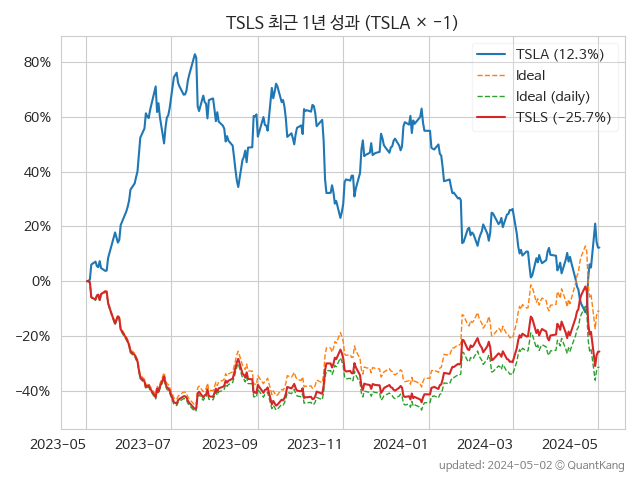 TSLS 최근 1년 성과 (TSLA × −1)
TSLA (12.3%)
Ideal
Ideal (daily)
TSLS (−25.7%)
80%
60%
40%
20%
0%
−20%
−40%
2023-05
2023-07
2023-09
2023-11
2024-01
2024-03
2024-05
updated: 2024-05-02 © QuantKang